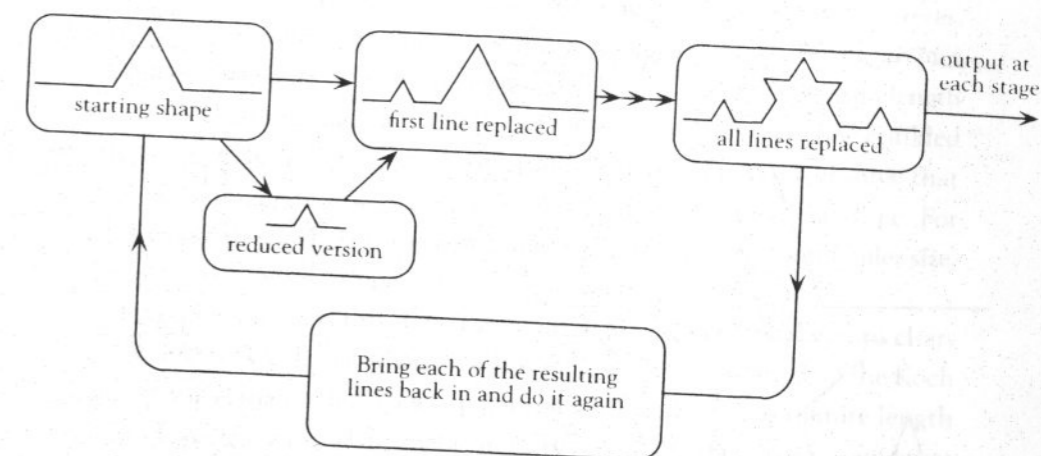 starting shape
first line replaced
all lines replaced
output at
each stage
reduced version
Bring each of the resulting
lines back in and do it again